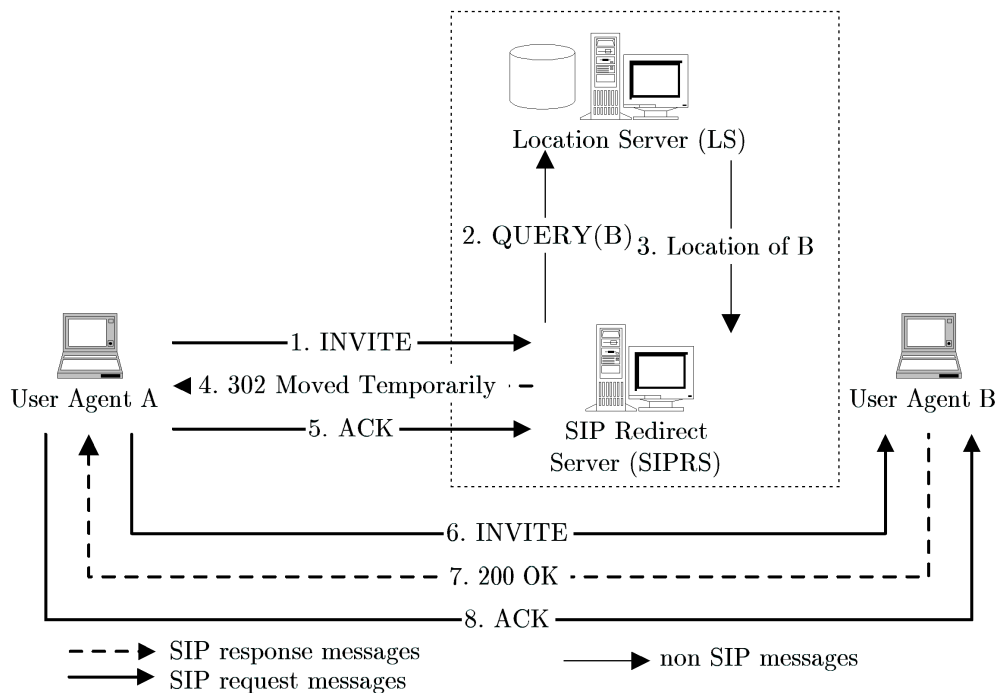 Location Server (LS)
2. QUERY(B)
3. Location of B
1. INVITE
4. 302 Moved Temporarily
User Agent A
User Agent B
5. ACK
SIP Redirect
Server (SIPRS)
6. INVITE
7. 200 OK
8. ACK
SIP response messages
non SIP messages
SIP request messages